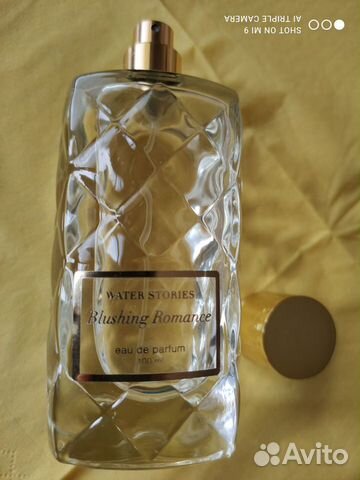 SHOT ON MI 9
AI TRIPLE CAMERA
WATER STORIES
Blushing Romance
eau de parfum
100 ml
Avito